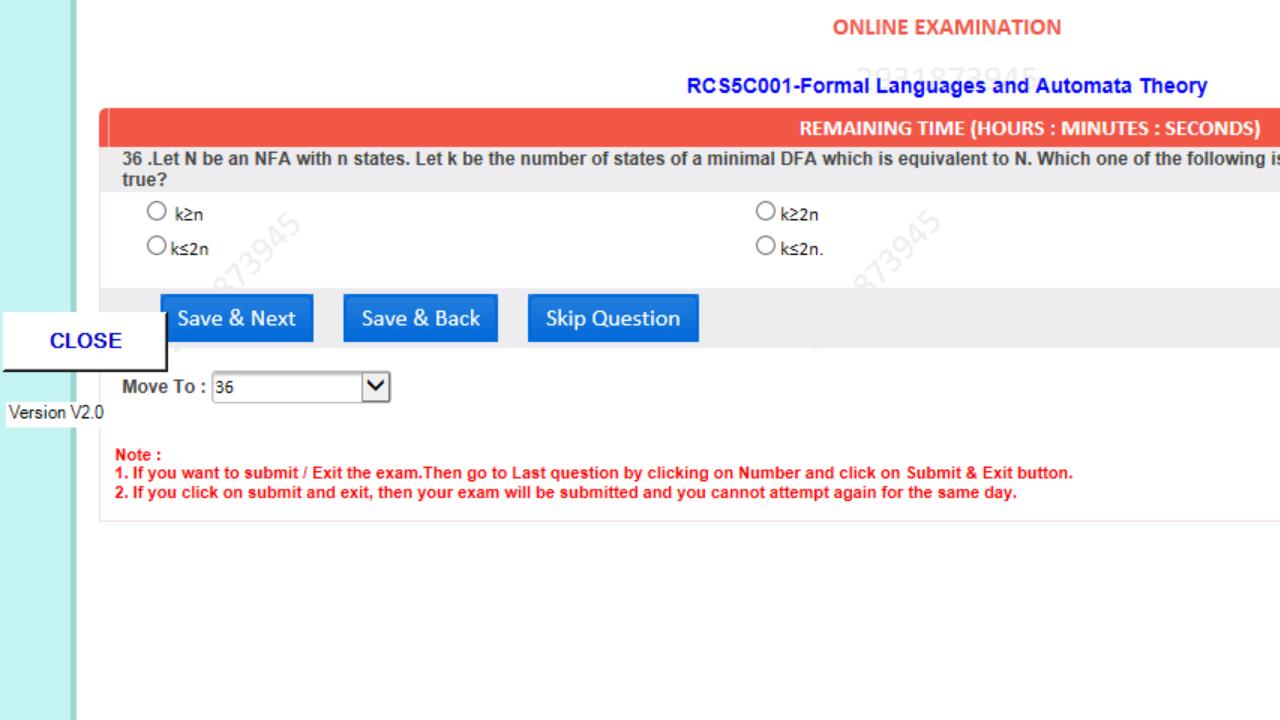 ONLINE EXAMINATION
2931873945
RCS5C001-Formal Languages and Automata Theory
REMAINING TIME (HOURS : MINUTES : SECONDS)
36 .Let N be an NFA with n states. Let k be the number of states of a minimal DFA which is equivalent to N. Which one of the following is
true?
k≥n
k≥2n
k≤2n
k≤2n.
873945
873945
Save & Next
Save & Back
Skip Question
CLOSE
Move To : 36
Version V2.0
Note :
1. If you want to submit / Exit the exam.Then go to Last question by clicking on Number and click on Submit & Exit button.
2. If you click on submit and exit, then your exam will be submitted and you cannot attempt again for the same day.